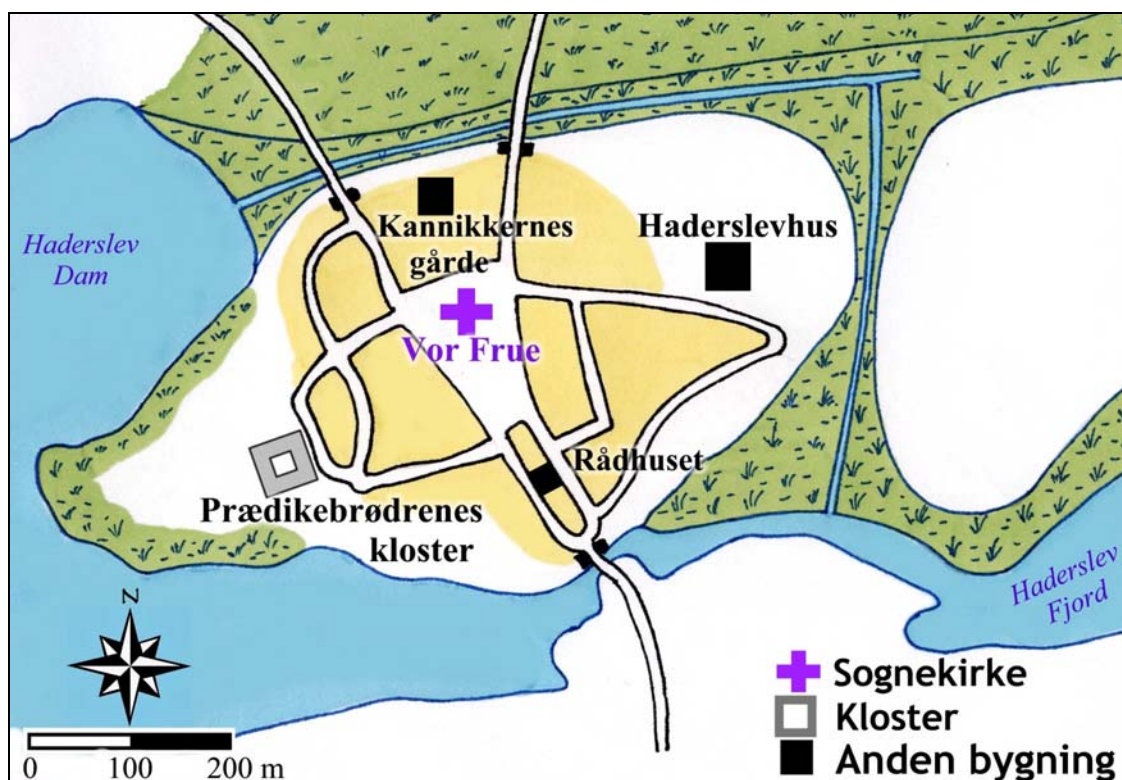 Haderslev
Dam
Kannikkernes
gårde
Haderslevhus
Vor Frue
Rådhuset
Prædikebrødrenes
kloster
Haderslev
Fjord
N
0 100 200 m
Sognekirke
Kloster
Anden bygning